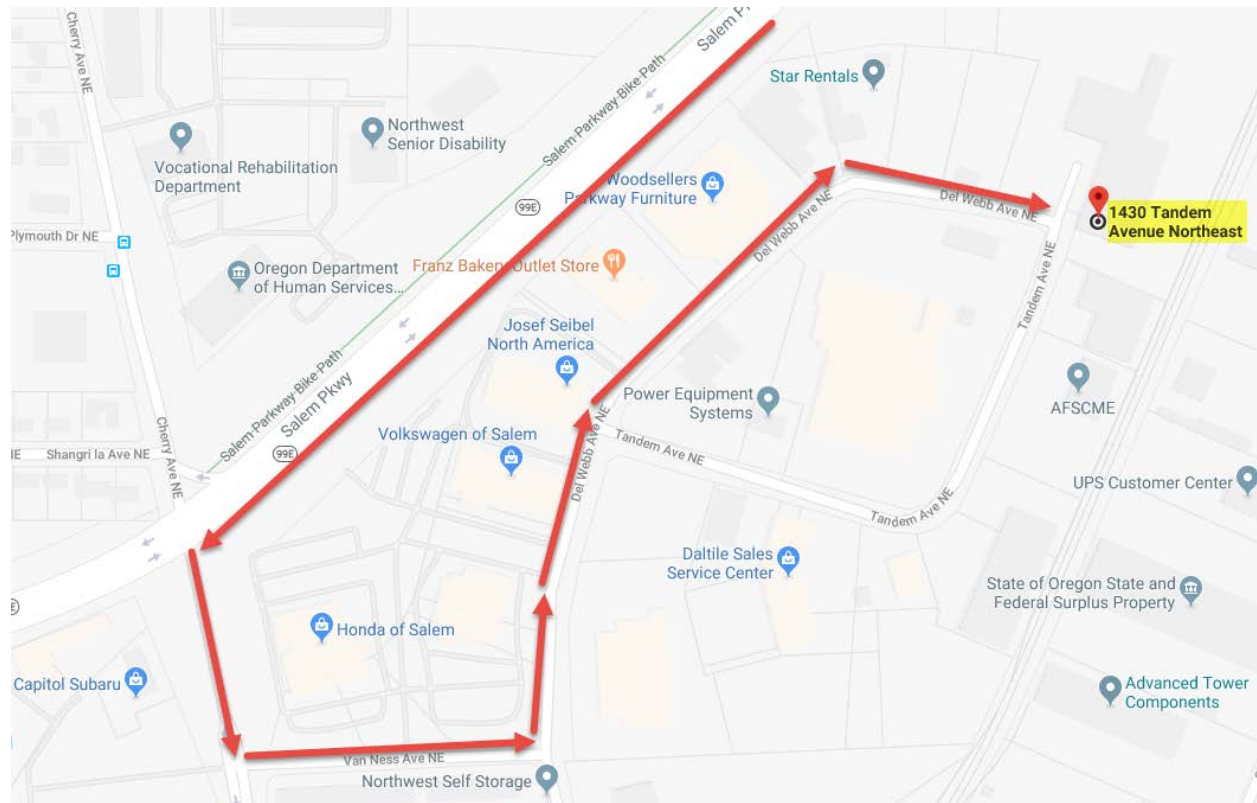 Cherry Ave NE
Salem P
Star Rentals
Northwest
Senior Disability
Salem Parkway Bike Path
Vocational Rehabilitation
Department
Woodsellers
Parkway Furniture
99E
Del Webb Ave NE
1430 Tandem
Avenue Northeast
Plymouth Dr NE
Del Webb Ave NE
Oregon Department
of Human Services...
Franz Bakery Outlet Store
Tandem Ave NE
Josef Seibel
North America
Salem Parkway Bike Path
Salem Pkwy
Power Equipment
Systems
AFSCME
Volkswagen of Salem
Del Webb Ave NE
Tandem Ave NE
99E
Shangri la Ave NE
Cherry Ave NE
UPS Customer Center
Tandem Ave NE
Daltile Sales
Service Center
State of Oregon State and
Federal Surplus Property
Honda of Salem
Capitol Subaru
Advanced Tower
Components
Van Ness Ave NE
Northwest Self Storage